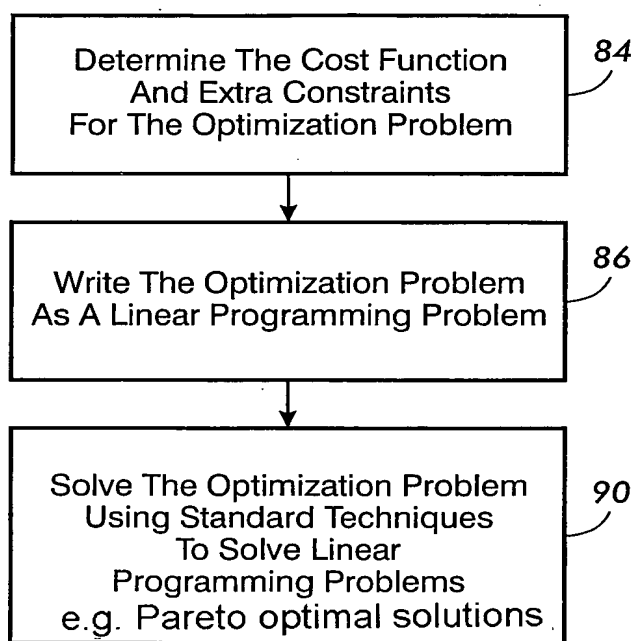 Determine The Cost Function
And Extra Constraints
For The Optimization Problem
84
Write The Optimization Problem
As A Linear Programming Problem
86
Solve The Optimization Problem
Using Standard Techniques
To Solve Linear
Programming Problems
e.g. Pareto optimal solutions
90